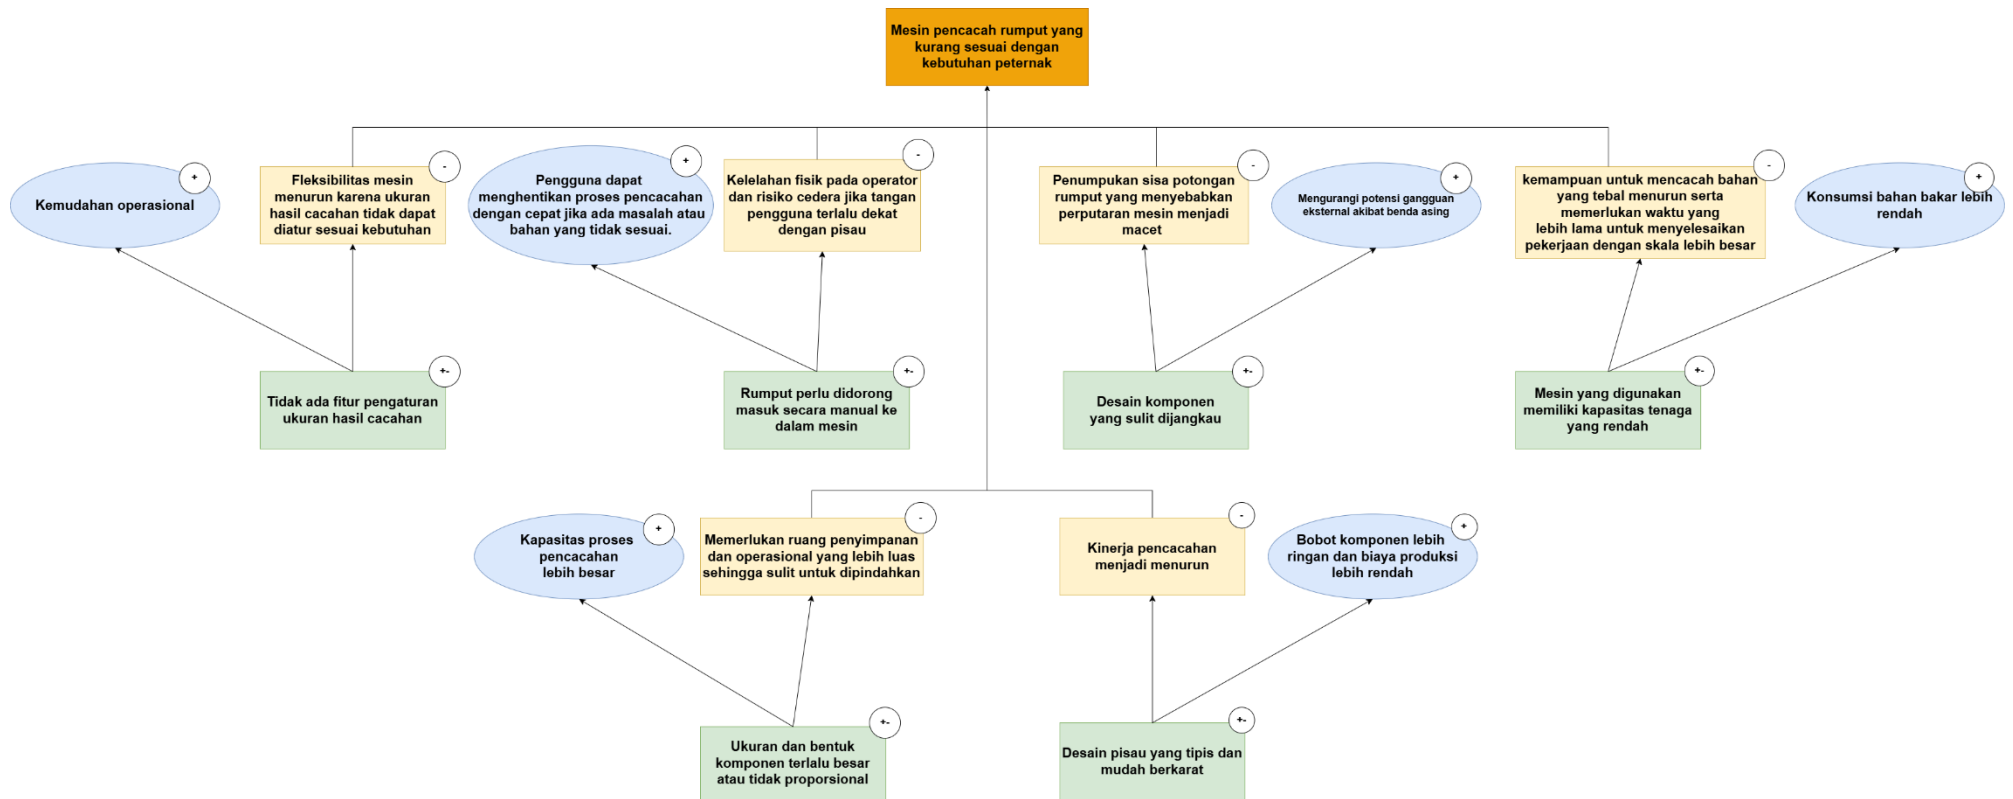 Mesin pencacah rumput yang
kurang sesuai dengan
kebutuhan peternak
+
Kemudahan operasional
-
Fleksibilitas mesin
menurun karena ukuran
hasil cacahan tidak dapat
diatur sesuai kebutuhan
+
Pengguna dapat
menghentikan proses pencacahan
dengan cepat jika ada masalah atau
bahan yang tidak sesuai.
-
Kelelahan fisik pada operator
dan risiko cedera jika tangan
pengguna terlalu dekat
dengan pisau
-
Penumpukan sisa potongan
rumput yang menyebabkan
perputaran mesin menjadi
macet
+
Mengurangi potensi gangguan
eksternal akibat benda asing
-
kemampuan untuk mencacah bahan
yang tebal menurun serta
memerlukan waktu yang
lebih lama untuk menyelesaikan
pekerjaan dengan skala lebih besar
+
Konsumsi bahan bakar lebih
rendah
+-
Tidak ada fitur pengaturan
ukuran hasil cacahan
+-
Rumput perlu didorong
masuk secara manual ke
dalam mesin
+-
Desain komponen
yang sulit dijangkau
+-
Mesin yang digunakan
memiliki kapasitas tenaga
yang rendah
+
Kapasitas proses
pencacahan
lebih besar
-
Memerlukan ruang penyimpanan
dan operasional yang lebih luas
sehingga sulit untuk dipindahkan
-
Kinerja pencacahan
menjadi menurun
+
Bobot komponen lebih
ringan dan biaya produksi
lebih rendah
+-
Ukuran dan bentuk
komponen terlalu besar
atau tidak proporsional
+-
Desain pisau yang tipis dan
mudah berkarat